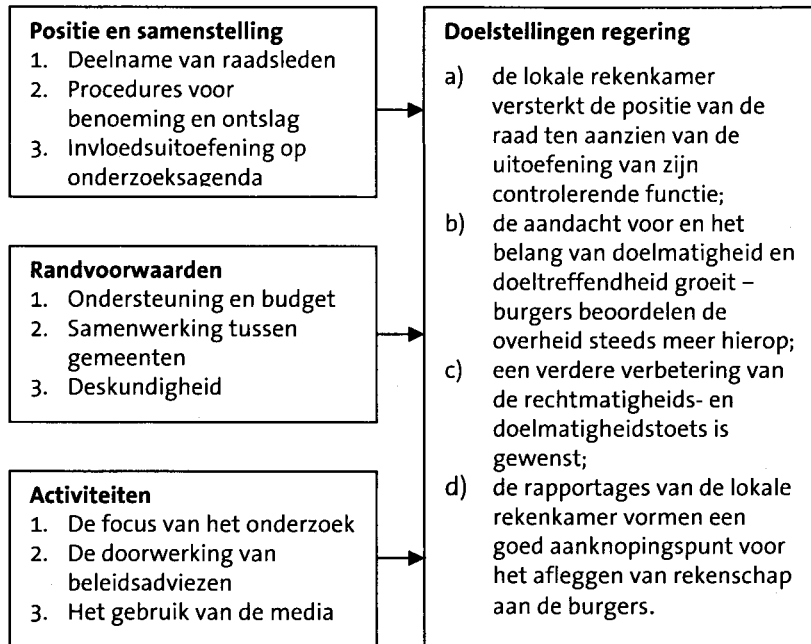 Positie en samenstelling
1. Deelname van raadsleden
2. Procedures voor
benoeming en ontslag
3. Invloedsuitoefening op
onderzoeksagenda
Randvoorwaarden
1. Ondersteuning en budget
2. Samenwerking tussen
gemeenten
3. Deskundigheid
Activiteiten
1. De focus van het onderzoek
2. De doorwerking van
beleidsadviezen
3. Het gebruik van de media
Doelstellingen regering
a) de lokale rekenkamer
versterkt de positie van de
raad ten aanzien van de
uitoefening van zijn
controlerende functie;
b) de aandacht voor en het
belang van doelmatigheid en
doeltreffendheid groeit –
burgers beoordelen de
overheid steeds meer hierop;
c) een verdere verbetering van
de rechtmatigheids- en
doelmatigheidstoets is
gewenst;
d) de rapportages van de lokale
rekenkamer vormen een
goed aanknopingspunt voor
het afleggen van rekenschap
aan de burgers.